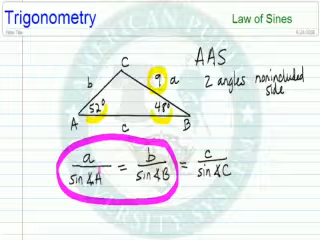 Trigonometry
Law of Sines
AAS
2 angles nonincluded
side
C
b
9 a
52° 48°
A c B
a/sin∡A = b/sin∡B = c/sin∡C